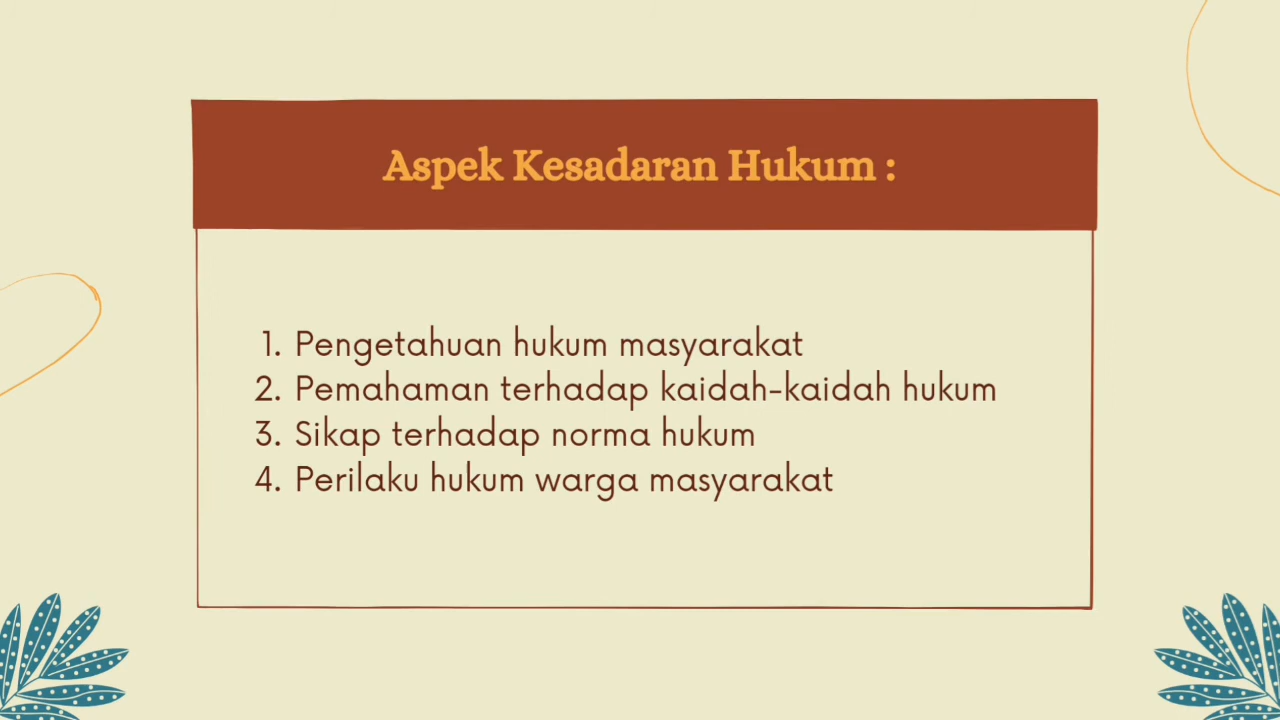 Aspek Kesadaran Hukum :
1. Pengetahuan hukum masyarakat
2. Pemahaman terhadap kaidah-kaidah hukum
3. Sikap terhadap norma hukum
4. Perilaku hukum warga masyarakat